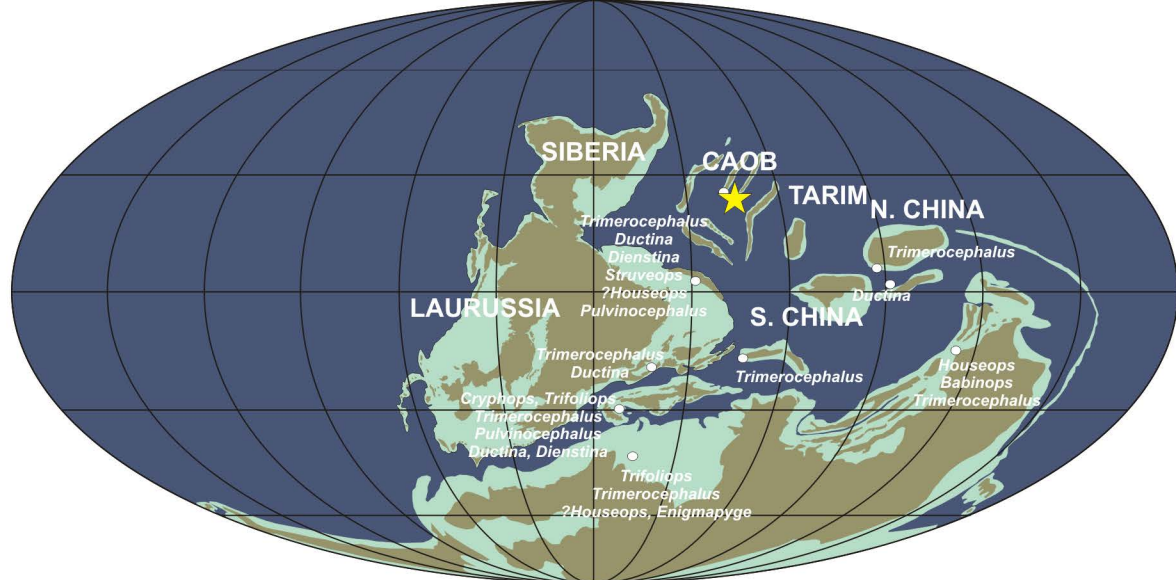 SIBERIA
CAOB
TARIM
N. CHINA
Trimerocephalus
Ductina
Dienstina
Struveops
?Houseops
Pulvinocephalus
Trimerocephalus
Ductina
LAURUSSIA
S. CHINA
Trimerocephalus
Ductina
Trimerocephalus
Houseops
Babinops
Trimerocephalus
Cryphops, Trifoliops
Trimerocephalus
Pulvinocephalus
Ductina, Dienstina
Trifoliops
Trimerocephalus
?Houseops, Enigmapyge